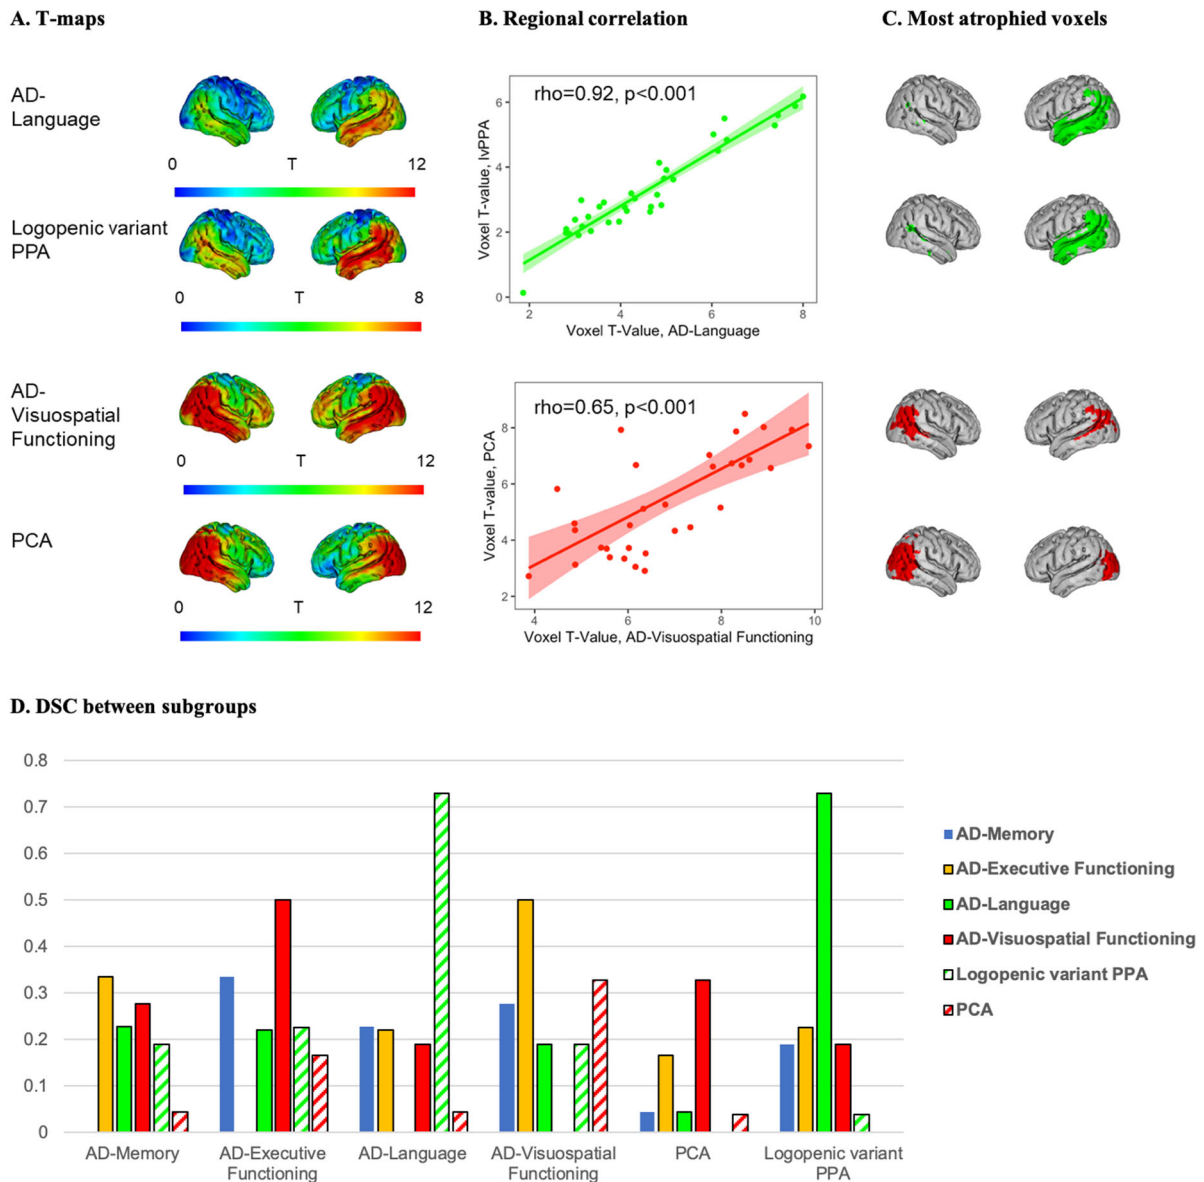 A. T-maps
B. Regional correlation
C. Most atrophied voxels
AD-
Language
0 T 12
Logopenic variant
PPA
0 T 8
AD-
Visuospatial
Functioning
0 T 12
PCA
0 T 12
rho=0.92, p<0.001
Voxel T-value, lvPPA
6
4
2
0
2 4 6 8
Voxel T-Value, AD-Language
rho=0.65, p<0.001
Voxel T-value, PCA
8
6
4
2
4 6 8 10
Voxel T-Value, AD-Visuospatial Functioning
D. DSC between subgroups
0.8
0.7
0.6
0.5
0.4
0.3
0.2
0.1
0
AD-Memory
AD-Executive
Functioning
AD-Language
AD-Visuospatial
Functioning
PCA
Logopenic variant
PPA
AD-Memory
AD-Executive Functioning
AD-Language
AD-Visuospatial Functioning
Logopenic variant PPA
PCA